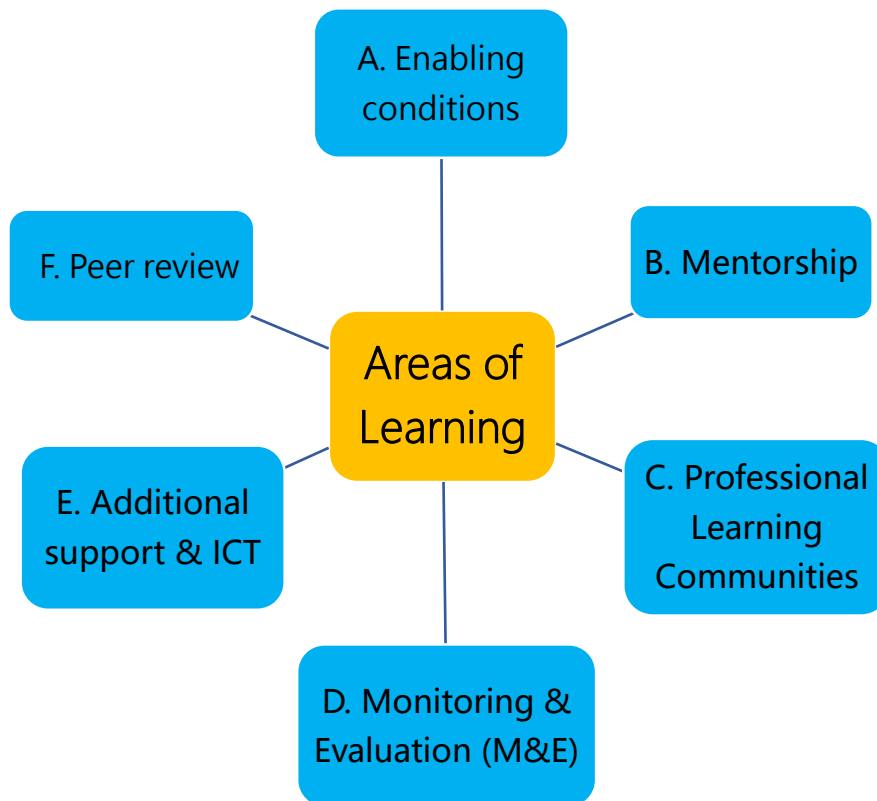 A. Enabling
conditions
F. Peer review
B. Mentorship
Areas of
Learning
E. Additional
support & ICT
C. Professional
Learning
Communities
D. Monitoring &
Evaluation (M&E)